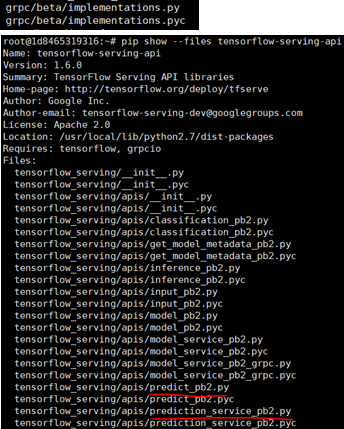 grpc/beta/implementations.py
grpc/beta/implementations.pyc
root@1d8465319316:~# pip show --files tensorflow-serving-api
Name: tensorflow-serving-api
Version: 1.6.0
Summary: TensorFlow Serving API libraries
Home-page: http://tensorflow.org/deploy/tfserve
Author: Google Inc.
Author-email: tensorflow-serving-dev@googlegroups.com
License: Apache 2.0
Location: /usr/local/lib/python2.7/dist-packages
Requires: tensorflow, grpcio
Files:
tensorflow_serving/__init__.py
tensorflow_serving/__init__.pyc
tensorflow_serving/apis/__init__.py
tensorflow_serving/apis/__init__.pyc
tensorflow_serving/apis/classification_pb2.py
tensorflow_serving/apis/classification_pb2.pyc
tensorflow_serving/apis/get_model_metadata_pb2.py
tensorflow_serving/apis/get_model_metadata_pb2.pyc
tensorflow_serving/apis/inference_pb2.py
tensorflow_serving/apis/inference_pb2.pyc
tensorflow_serving/apis/input_pb2.py
tensorflow_serving/apis/input_pb2.pyc
tensorflow_serving/apis/model_pb2.py
tensorflow_serving/apis/model_pb2.pyc
tensorflow_serving/apis/model_service_pb2.py
tensorflow_serving/apis/model_service_pb2.pyc
tensorflow_serving/apis/model_service_pb2_grpc.py
tensorflow_serving/apis/model_service_pb2_grpc.pyc
tensorflow_serving/apis/predict_pb2.py
tensorflow_serving/apis/predict_pb2.pyc
tensorflow_serving/apis/prediction_service_pb2.py
tensorflow_serving/apis/prediction_service_pb2.pyc